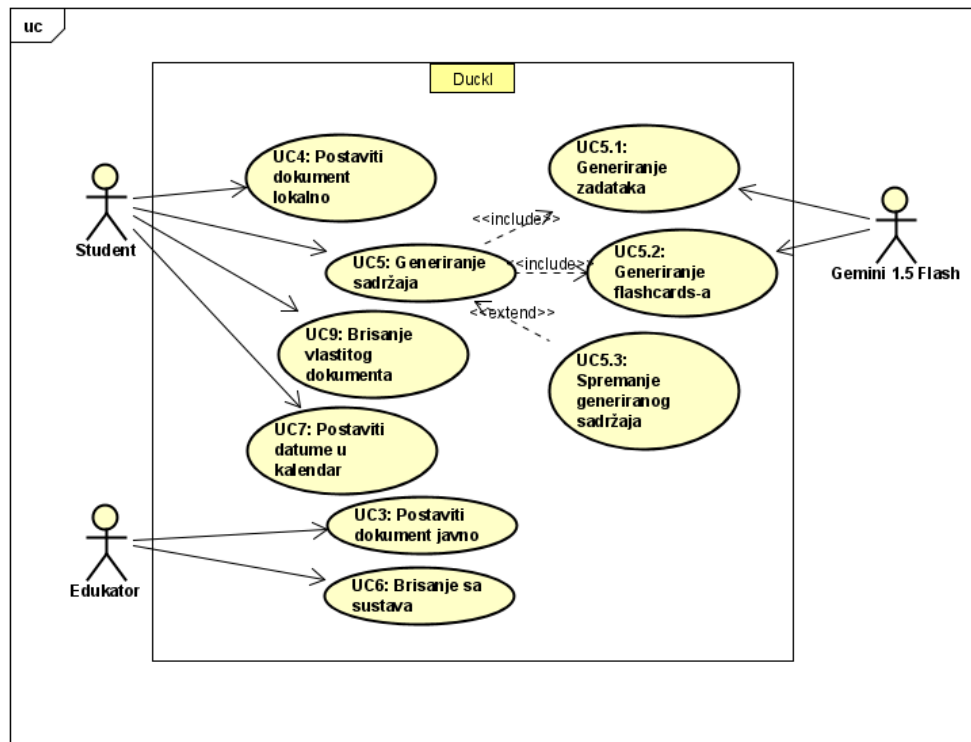 uc
Duckl
UC4: Postaviti
dokument
lokalno
UC5.1:
Generiranje
zadataka
Student
<<include>>
UC5: Generiranje
sadržaja
<<include>>
UC5.2:
Generiranje
flashcards-a
Gemini 1.5 Flash
<<extend>>
UC9: Brisanje
vlastitog
dokumenta
UC5.3:
Spremanje
generiranog
sadržaja
UC7: Postaviti
datume u
kalendar
UC3: Postaviti
dokument javno
Edukator
UC6: Brisanje sa
sustava